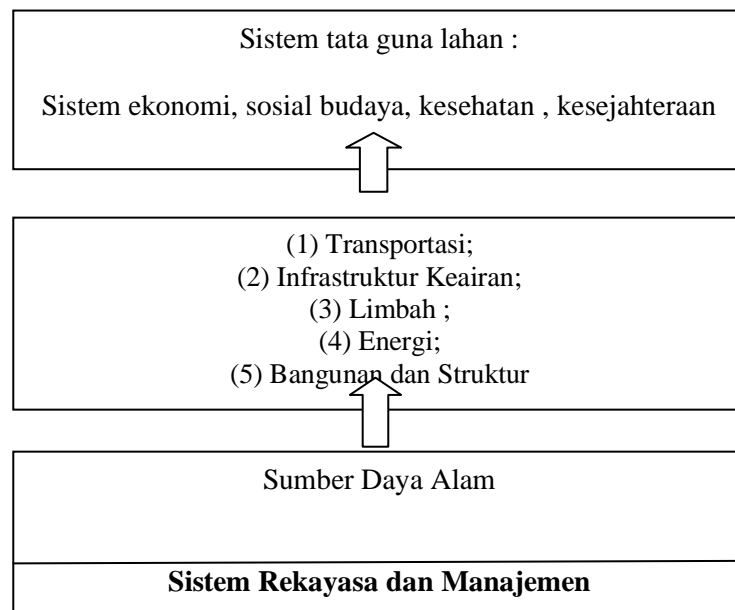 Sistem tata guna lahan :
Sistem ekonomi, sosial budaya, kesehatan , kesejahteraan
(1) Transportasi;
(2) Infrastruktur Keairan;
(3) Limbah ;
(4) Energi;
(5) Bangunan dan Struktur
Sumber Daya Alam
Sistem Rekayasa dan Manajemen